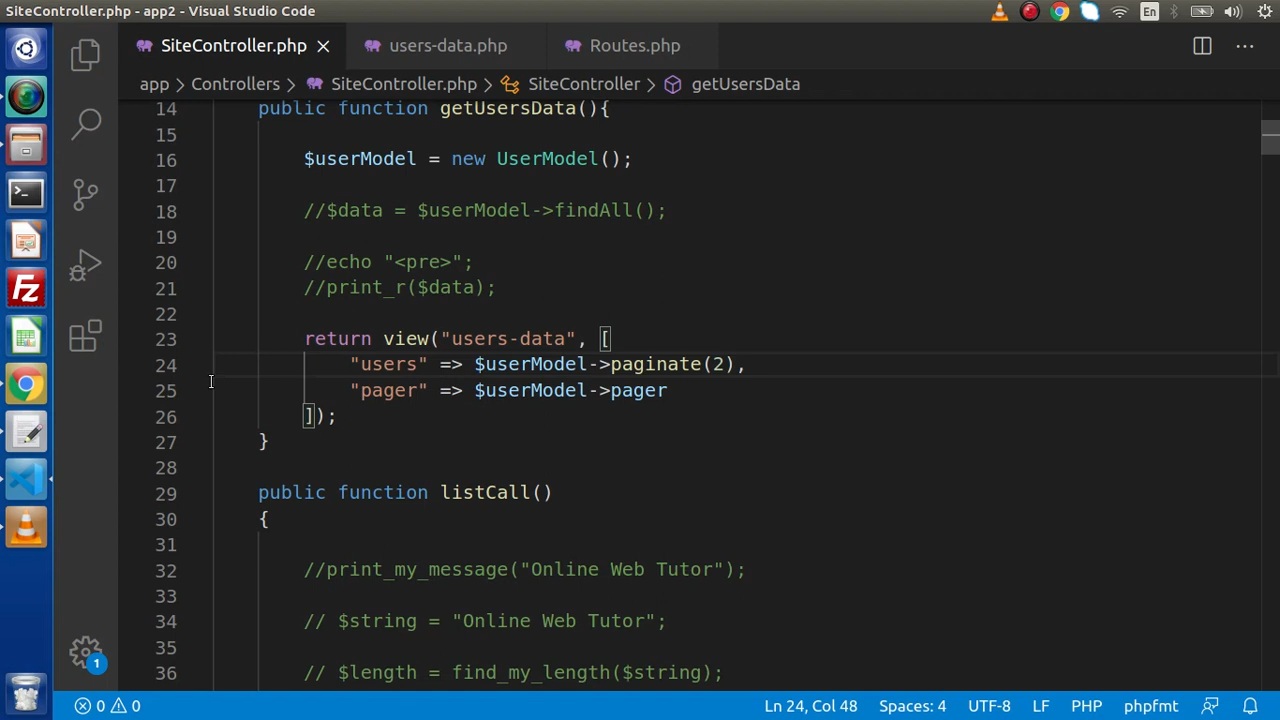 SiteController.php - app2 - Visual Studio Code
En
SiteController.php
users-data.php
Routes.php
app > Controllers > SiteController.php > SiteController > getUsersData
14 public function getUsersData(){
15
16 $userModel = new UserModel();
17
18 //$data = $userModel->findAll();
19
20 //echo "<pre>";
21 //print_r($data);
22
23 return view("users-data", [
24 "users" => $userModel->paginate(2),
25 "pager" => $userModel->pager
26 ]);
27 }
28
29 public function listCall()
30 {
31
32 //print_my_message("Online Web Tutor");
33
34 // $string = "Online Web Tutor";
35
36 // $length = find_my_length($string);
Fz
1
0 0 Ln 24, Col 48 Spaces: 4 UTF-8 LF PHP phpfmt